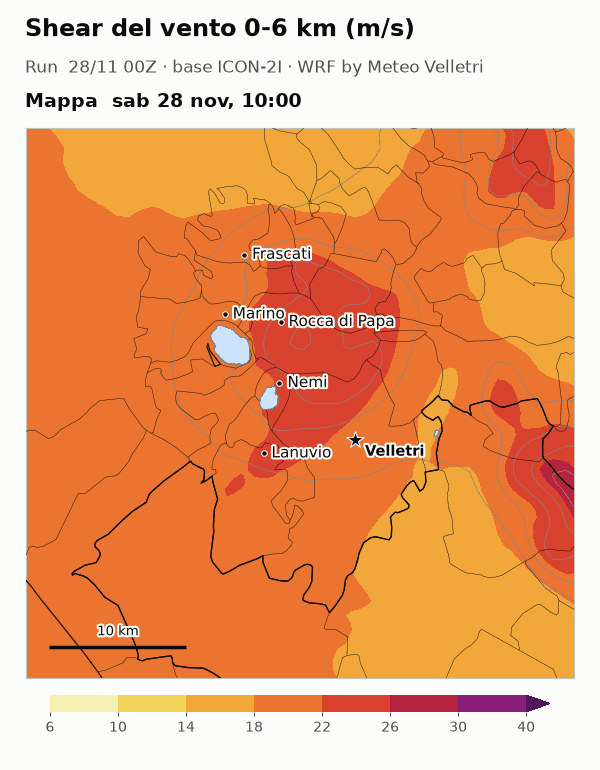 Shear del vento 0-6 km (m/s)
Run  28/11 00Z · base ICON-2I · WRF by Meteo Velletri
Mappa  sab 28 nov, 10:00
Frascati
Marino
Rocca di Papa
Nemi
Velletri
Lanuvio
10 km
6 10 14 18 22 26 30 40